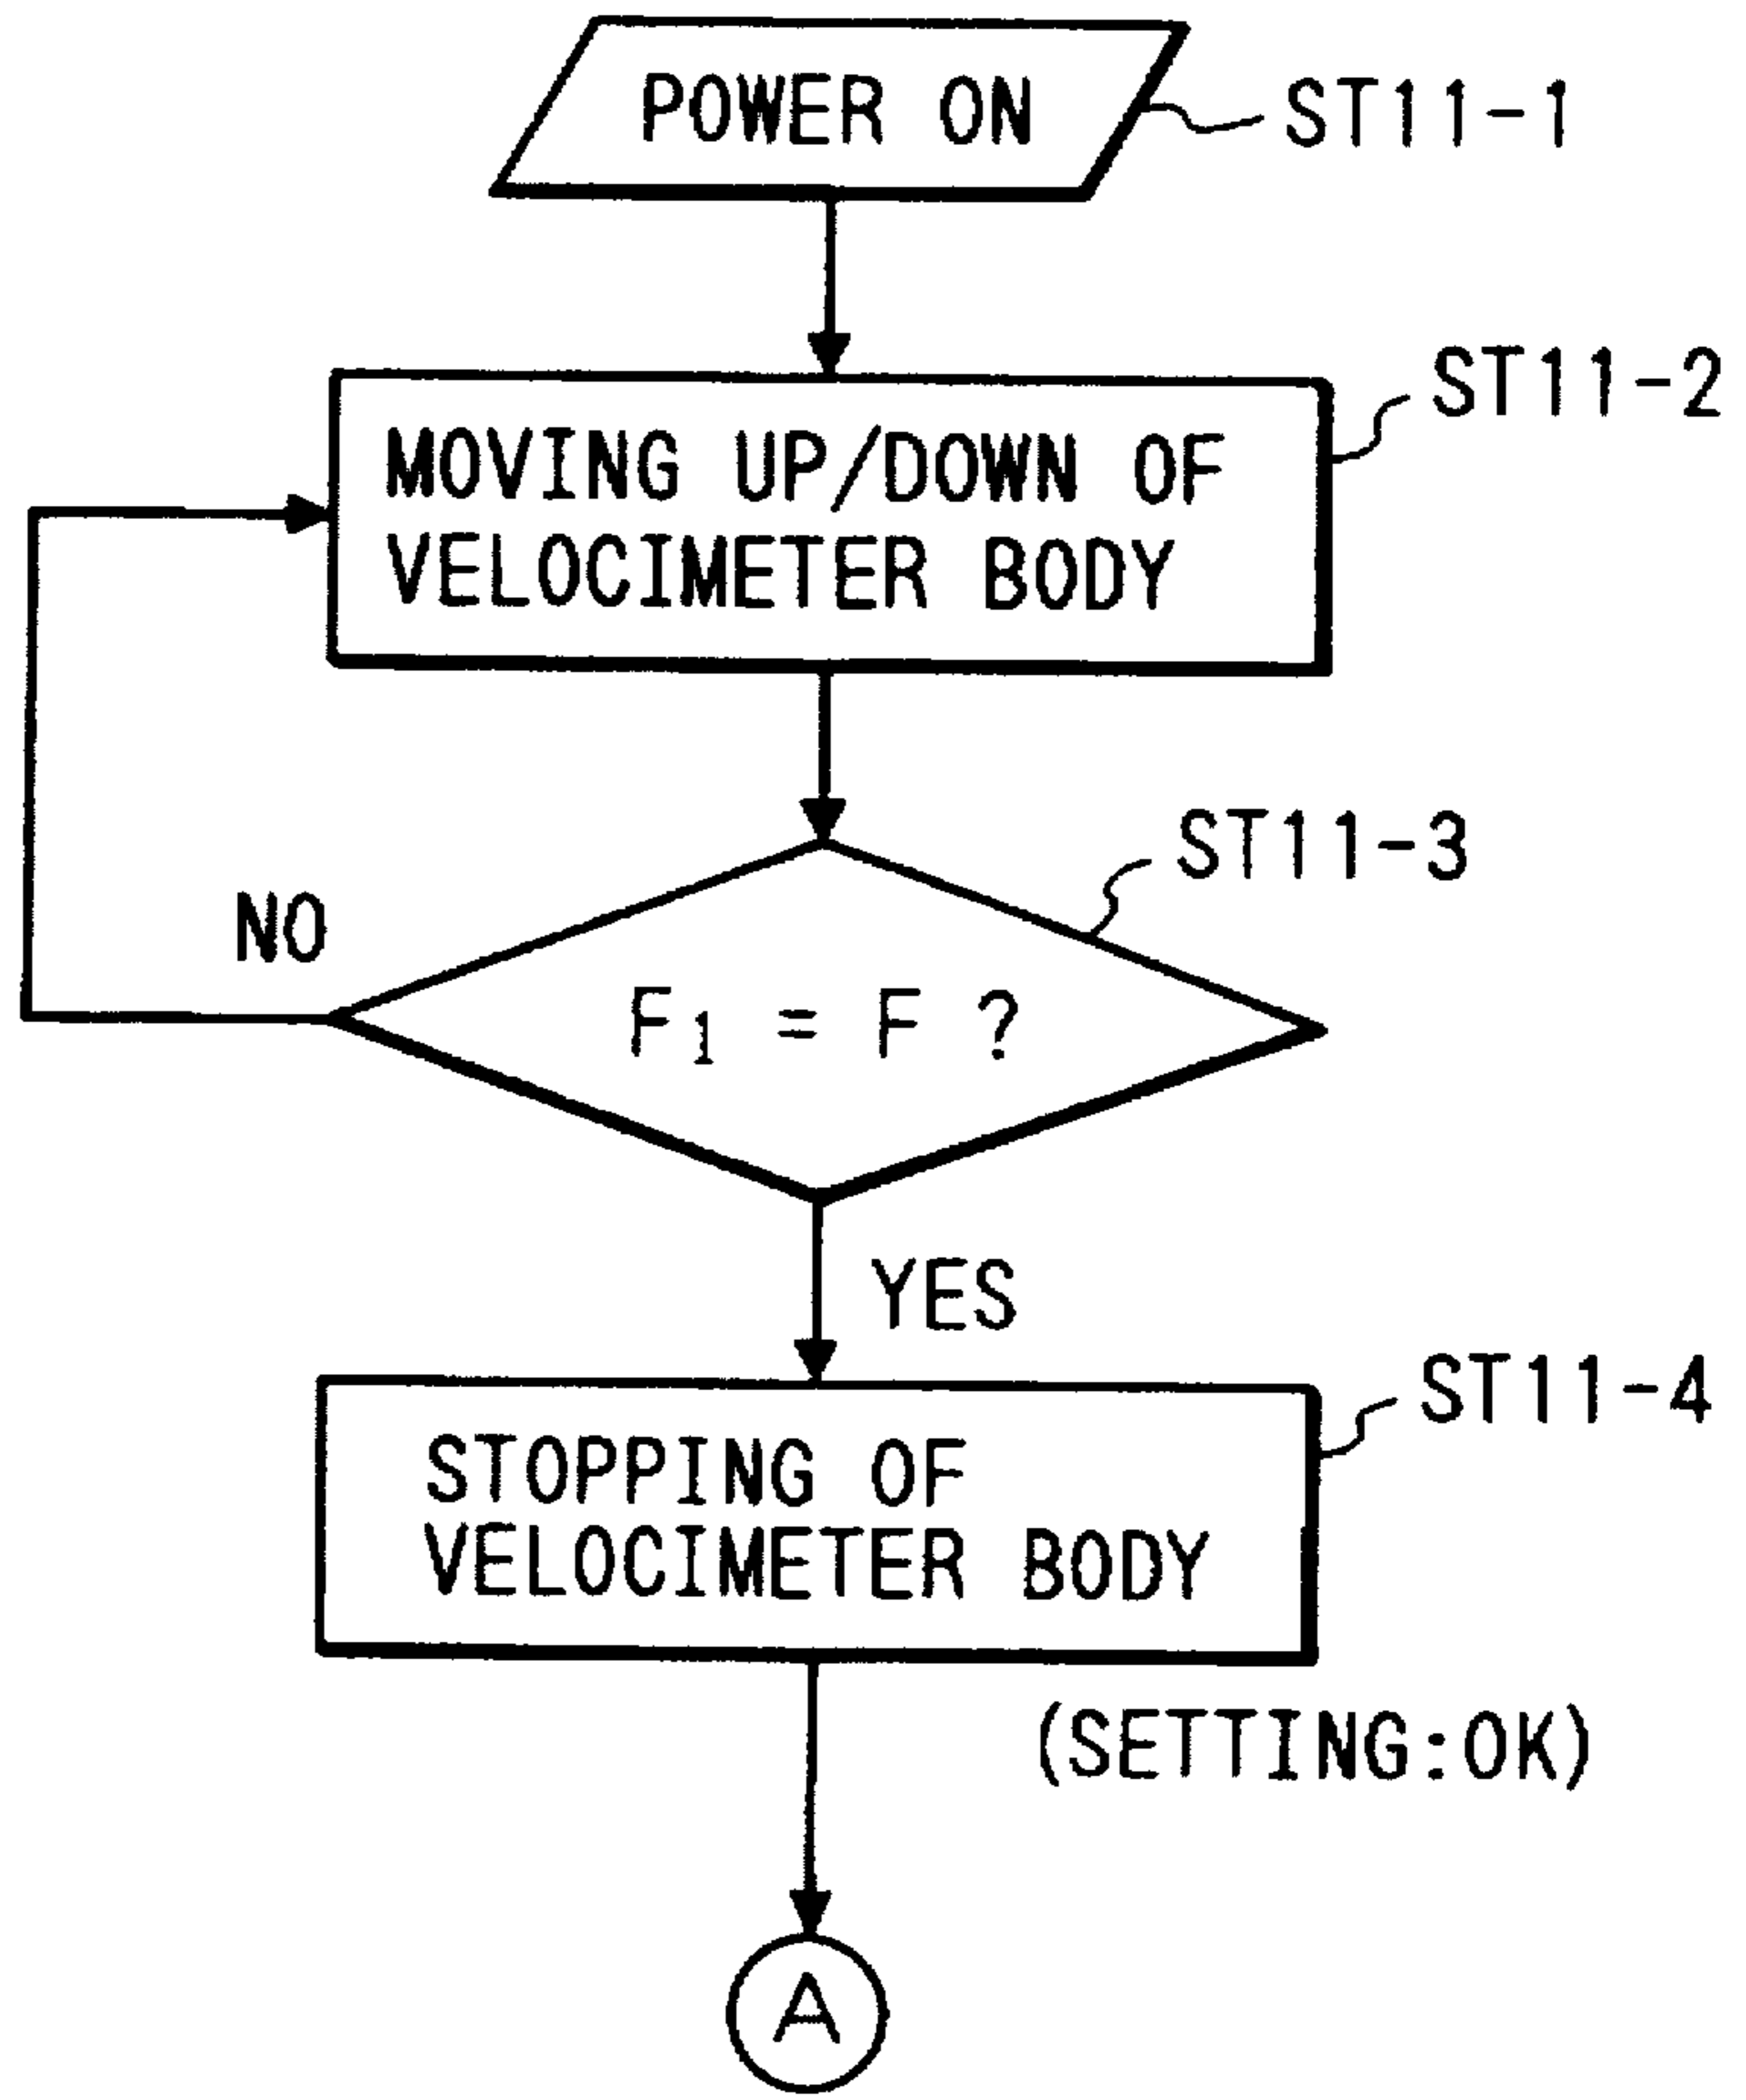 POWER ON
ST11-1
ST11-2
MOVING UP/DOWN OF
VELOCIMETER BODY
ST11-3
NO
F1 = F ?
YES
ST11-4
STOPPING OF
VELOCIMETER BODY
(SETTING:OK)
A